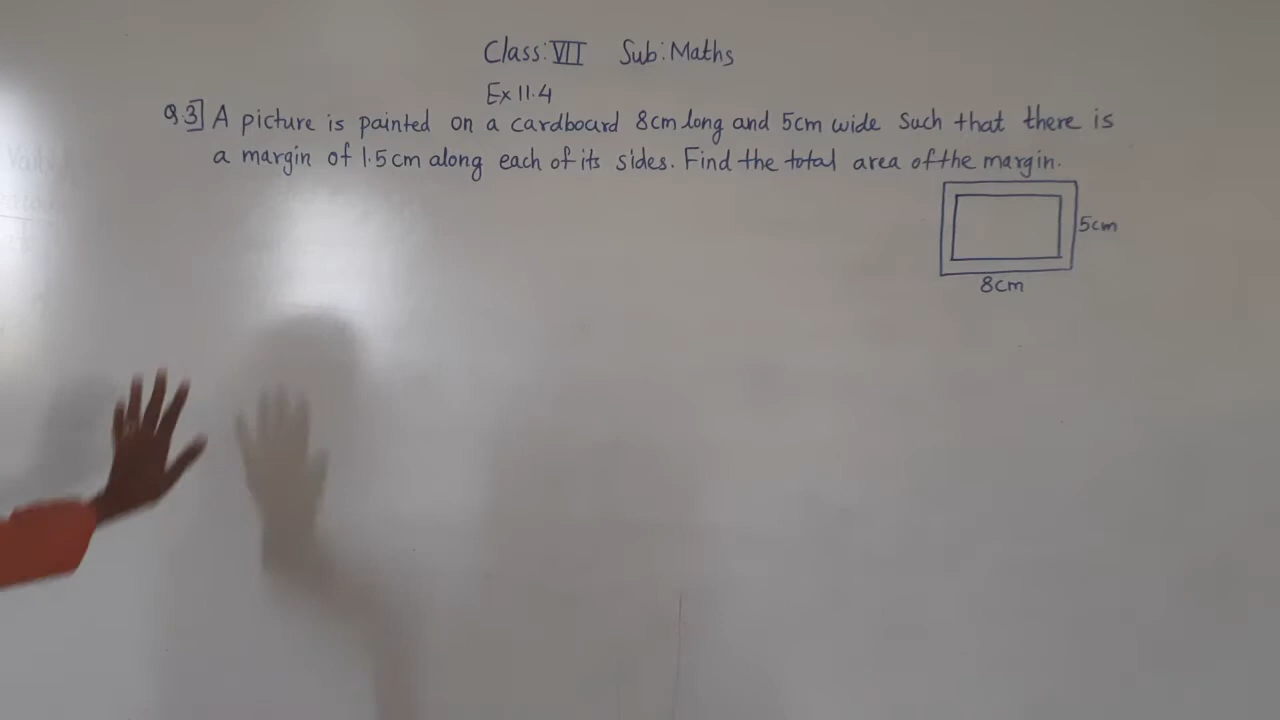 Class: VII Sub: Maths
Ex 11.4
Q.3] A picture is painted on a cardboard 8cm long and 5cm wide such that there is
a margin of 1.5cm along each of its sides. Find the total area of the margin.
5cm
8cm